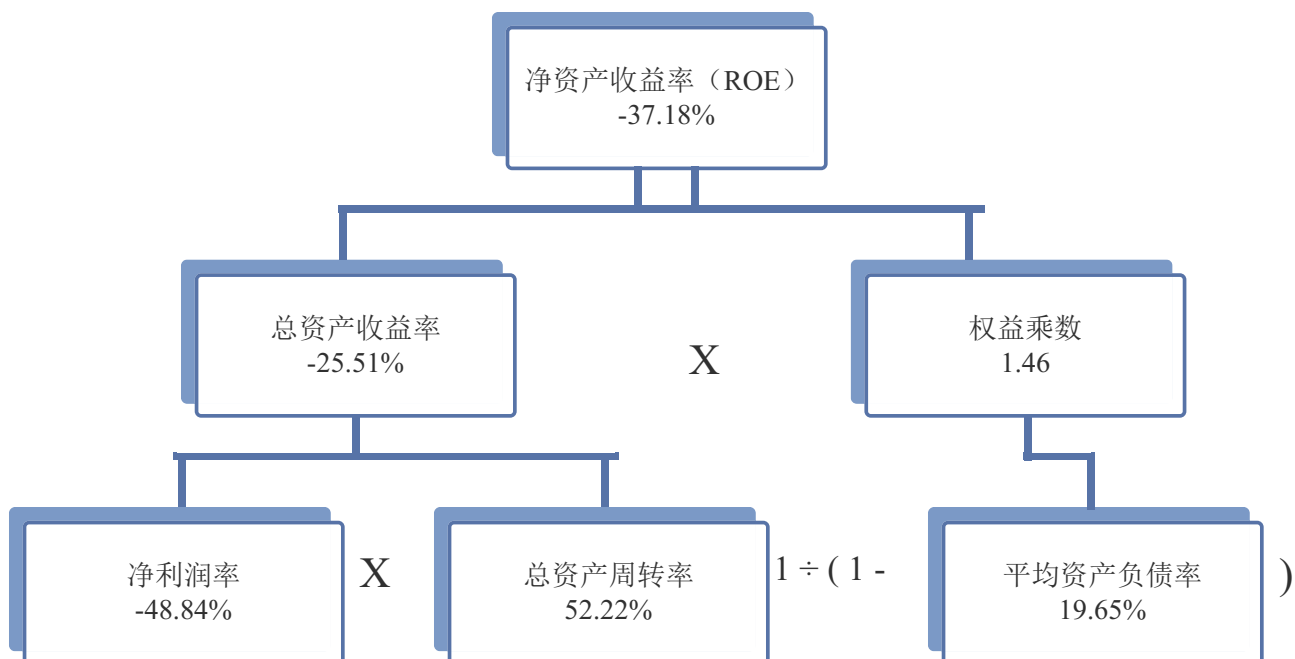 净资产收益率（ROE）
-37.18%
总资产收益率
-25.51%
X
权益乘数
1.46
净利润率
-48.84%
X
总资产周转率
52.22%
1 ÷ ( 1 -
平均资产负债率
19.65%
)